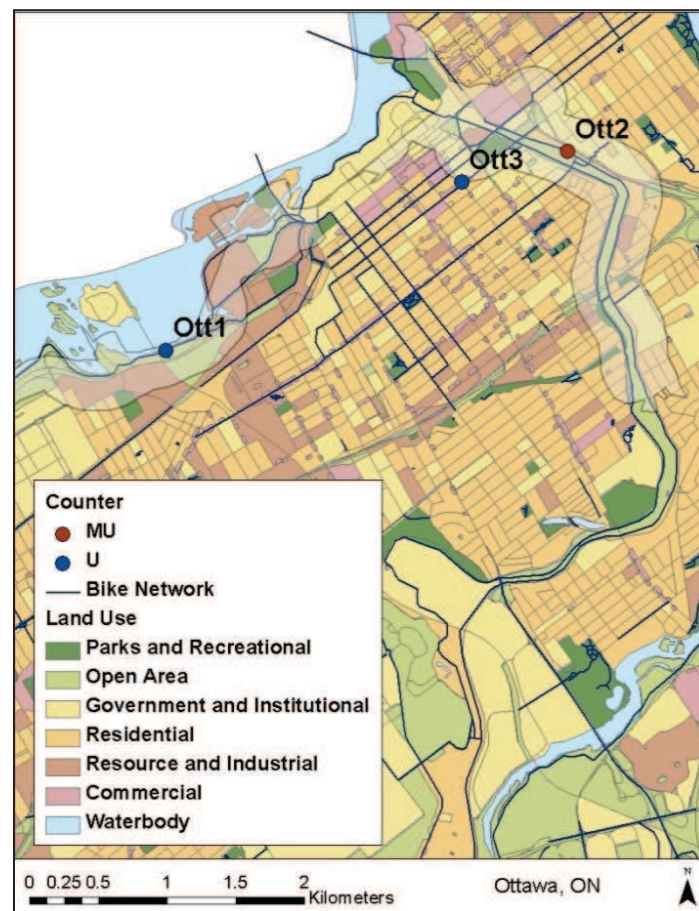 Ott2
Ott3
Ott1
Counter
MU
U
Bike Network
Land Use
Parks and Recreational
Open Area
Government and Institutional
Residential
Resource and Industrial
Commercial
Waterbody
0 0.25 0.5 1 1.5 2
Kilometers
Ottawa, ON
N